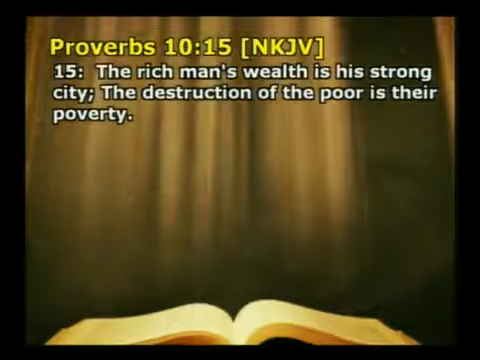 Proverbs 10:15 [NKJV]
15:  The rich man's wealth is his strong
city; The destruction of the poor is their
poverty.